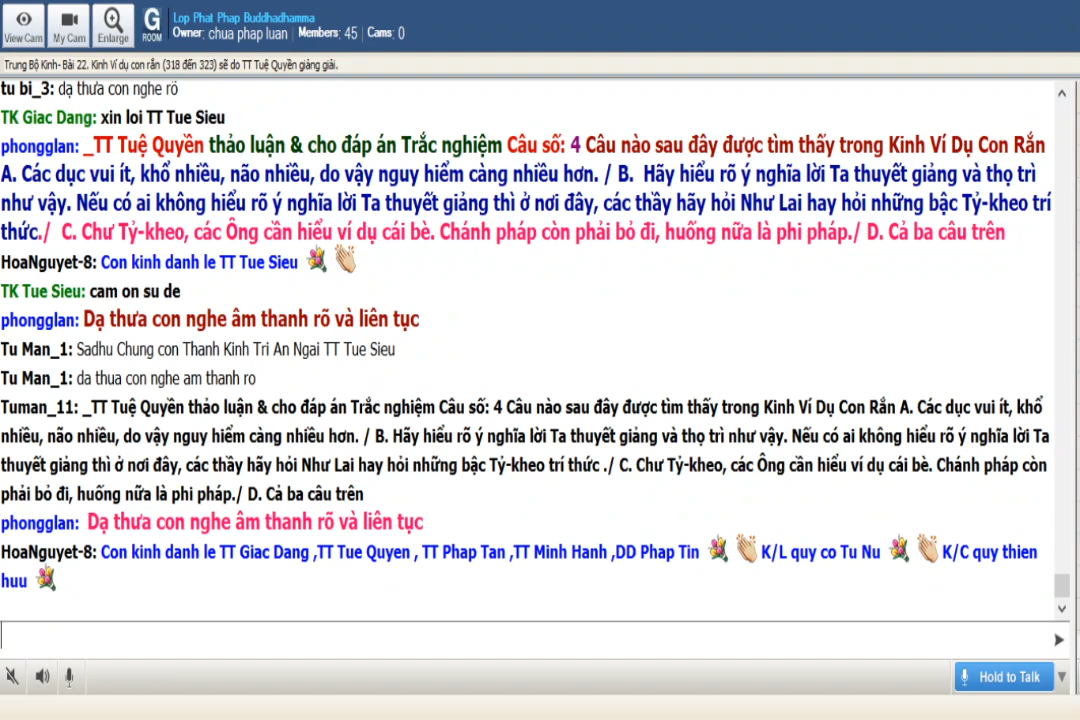 View Cam
My Cam
Enlarge
G
ROOM
Lop Phat Phap Buddhadhamma
Owner: chua phap luan | Members: 45 | Cams: 0
Trung Bộ Kinh- Bài 22. Kinh Ví dụ con rắn (318 đến 323) sẽ do TT Tuệ Quyền giảng giải.
tu bi_3: dạ thưa con nghe rõ
TK Giac Dang: xin loi TT Tue Sieu
phongglan: _TT Tuệ Quyền thảo luận & cho đáp án Trắc nghiệm Câu số: 4 Câu nào sau đây được tìm thấy trong Kinh Ví Dụ Con Rắn
A. Các dục vui ít, khổ nhiều, não nhiều, do vậy nguy hiểm càng nhiều hơn. / B. Hãy hiểu rõ ý nghĩa lời Ta thuyết giảng và thọ trì
như vậy. Nếu có ai không hiểu rõ ý nghĩa lời Ta thuyết giảng thì ở nơi đây, các thầy hãy hỏi Như Lai hay hỏi những bậc Tỷ-kheo trí
thức./ C. Chư Tỷ-kheo, các Ông cần hiểu ví dụ cái bè. Chánh pháp còn phải bỏ đi, huống nữa là phi pháp./ D. Cả ba câu trên
HoaNguyet-8: Con kinh danh le TT Tue Sieu
TK Tue Sieu: cam on su de
phongglan: Dạ thưa con nghe âm thanh rõ và liên tục
Tu Man_1: Sadhu Chung con Thanh Kinh Tri An Ngai TT Tue Sieu
Tu Man_1: da thua con nghe am thanh ro
Tuman_11: _TT Tuệ Quyền thảo luận & cho đáp án Trắc nghiệm Câu số: 4 Câu nào sau đây được tìm thấy trong Kinh Ví Dụ Con Rắn A. Các dục vui ít, khổ
nhiều, não nhiều, do vậy nguy hiểm càng nhiều hơn. / B. Hãy hiểu rõ ý nghĩa lời Ta thuyết giảng và thọ trì như vậy. Nếu có ai không hiểu rõ ý nghĩa lời Ta
thuyết giảng thì ở nơi đây, các thầy hãy hỏi Như Lai hay hỏi những bậc Tỷ-kheo trí thức ./ C. Chư Tỷ-kheo, các Ông cần hiểu ví dụ cái bè. Chánh pháp còn
phải bỏ đi, huống nữa là phi pháp./ D. Cả ba câu trên
phongglan: Dạ thưa con nghe âm thanh rõ và liên tục
HoaNguyet-8: Con kinh danh le TT Giac Dang ,TT Tue Quyen , TT Phap Tan ,TT Minh Hanh ,DD Phap Tin K/L quy co Tu Nu K/C quy thien
huu
Hold to Talk